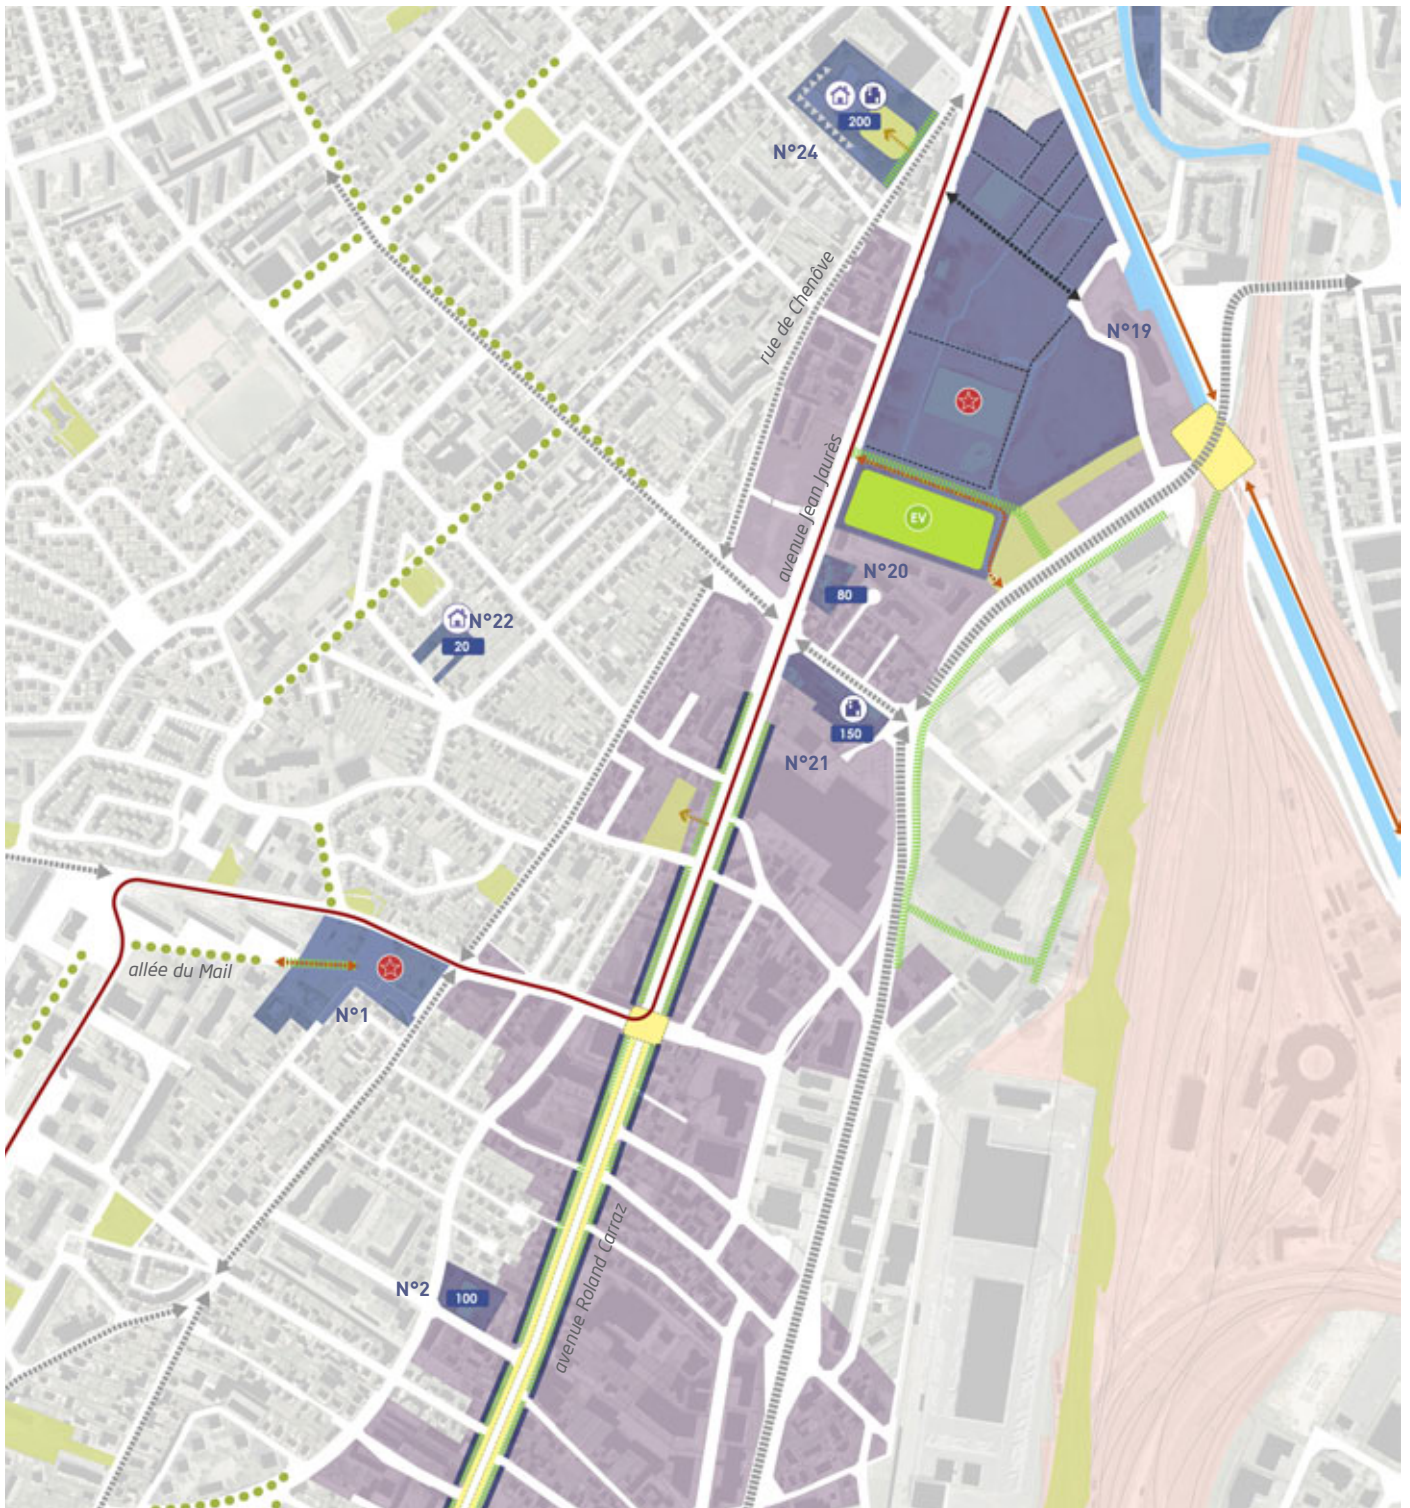 200
N°24
rue de Chenôve
N°19
avenue Jean Jaurès
EV
N°20
80
N°22
20
150
N°21
allée du Mail
N°1
N°2
100
avenue Roland Carraz